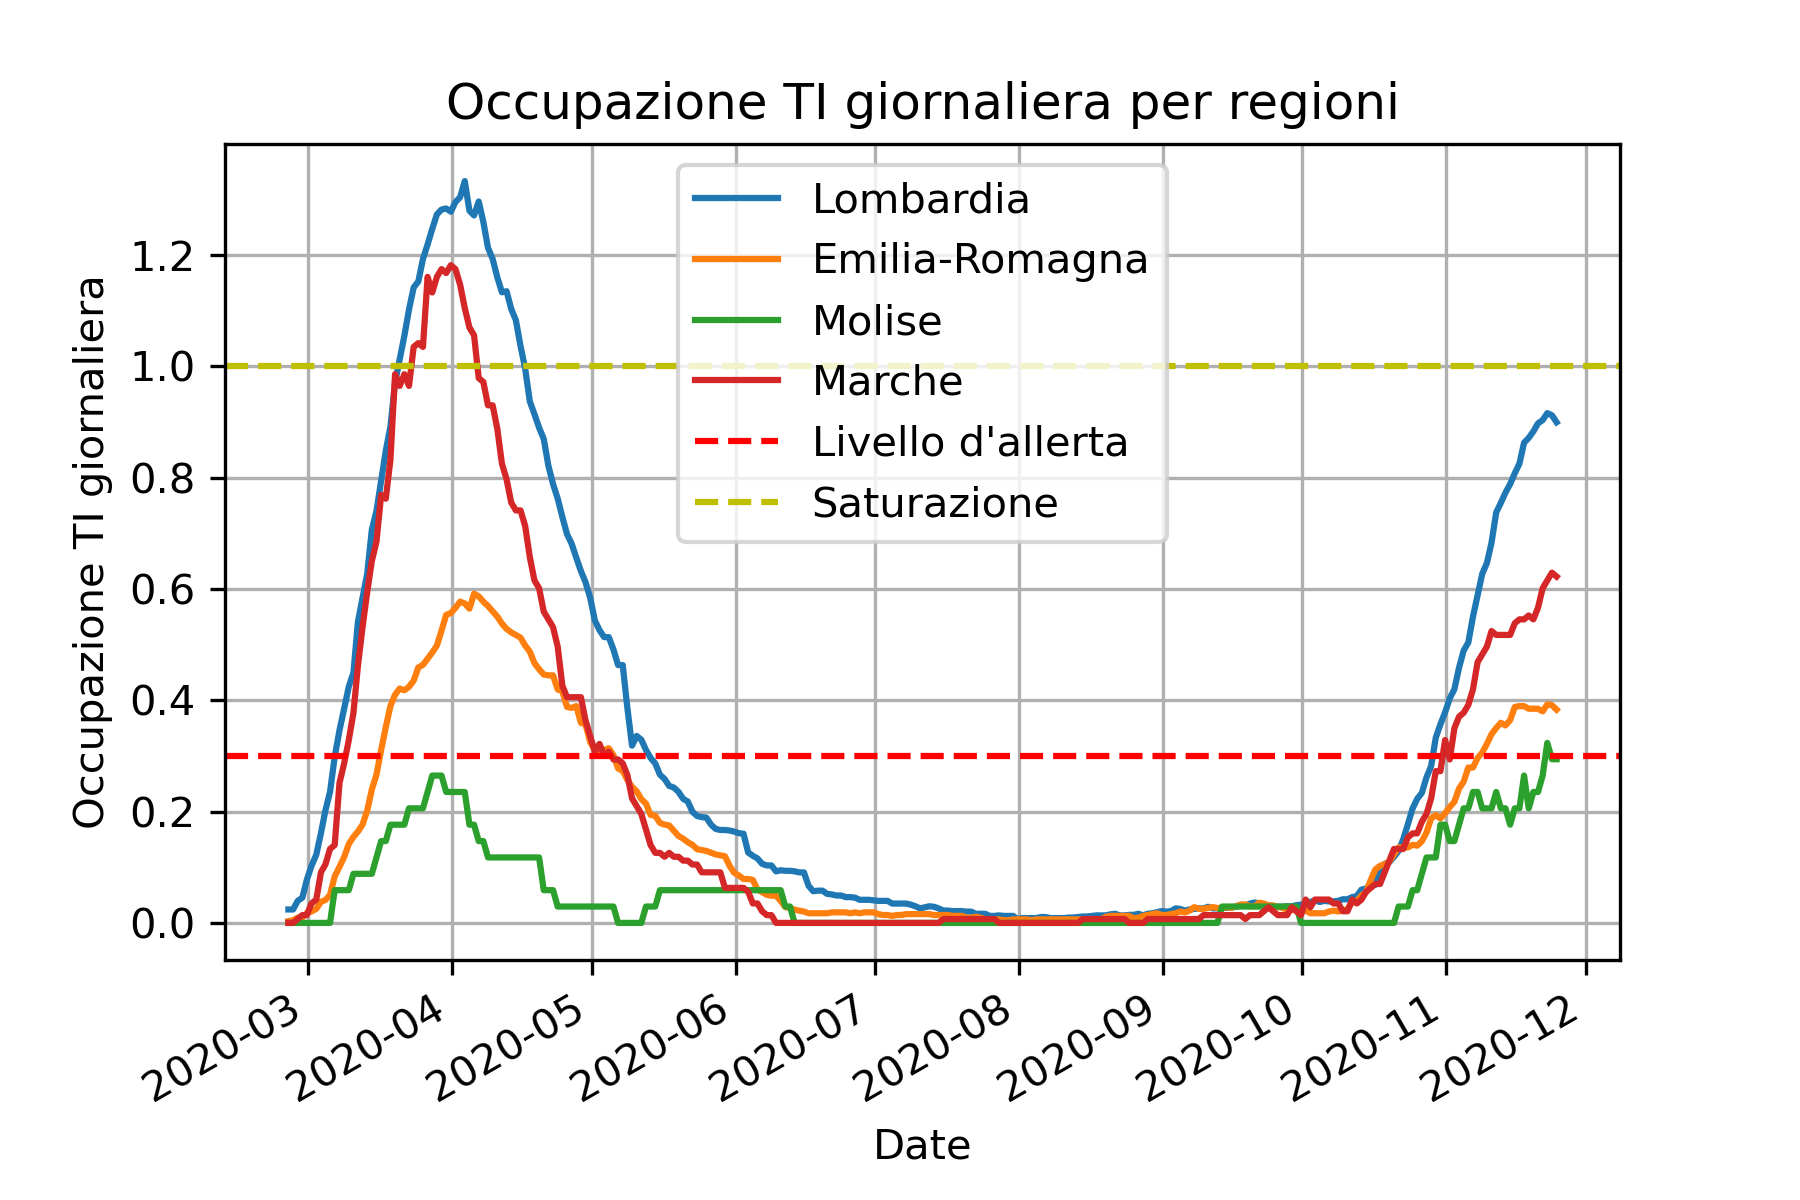 Occupazione TI giornaliera per regioni
Occupazione TI giornaliera
1.2
1.0
0.8
0.6
0.4
0.2
0.0
Lombardia
Emilia-Romagna
Molise
Marche
Livello d'allerta
Saturazione
2020-03
2020-04
2020-05
2020-06
2020-07
2020-08
2020-09
2020-10
2020-11
2020-12
Date